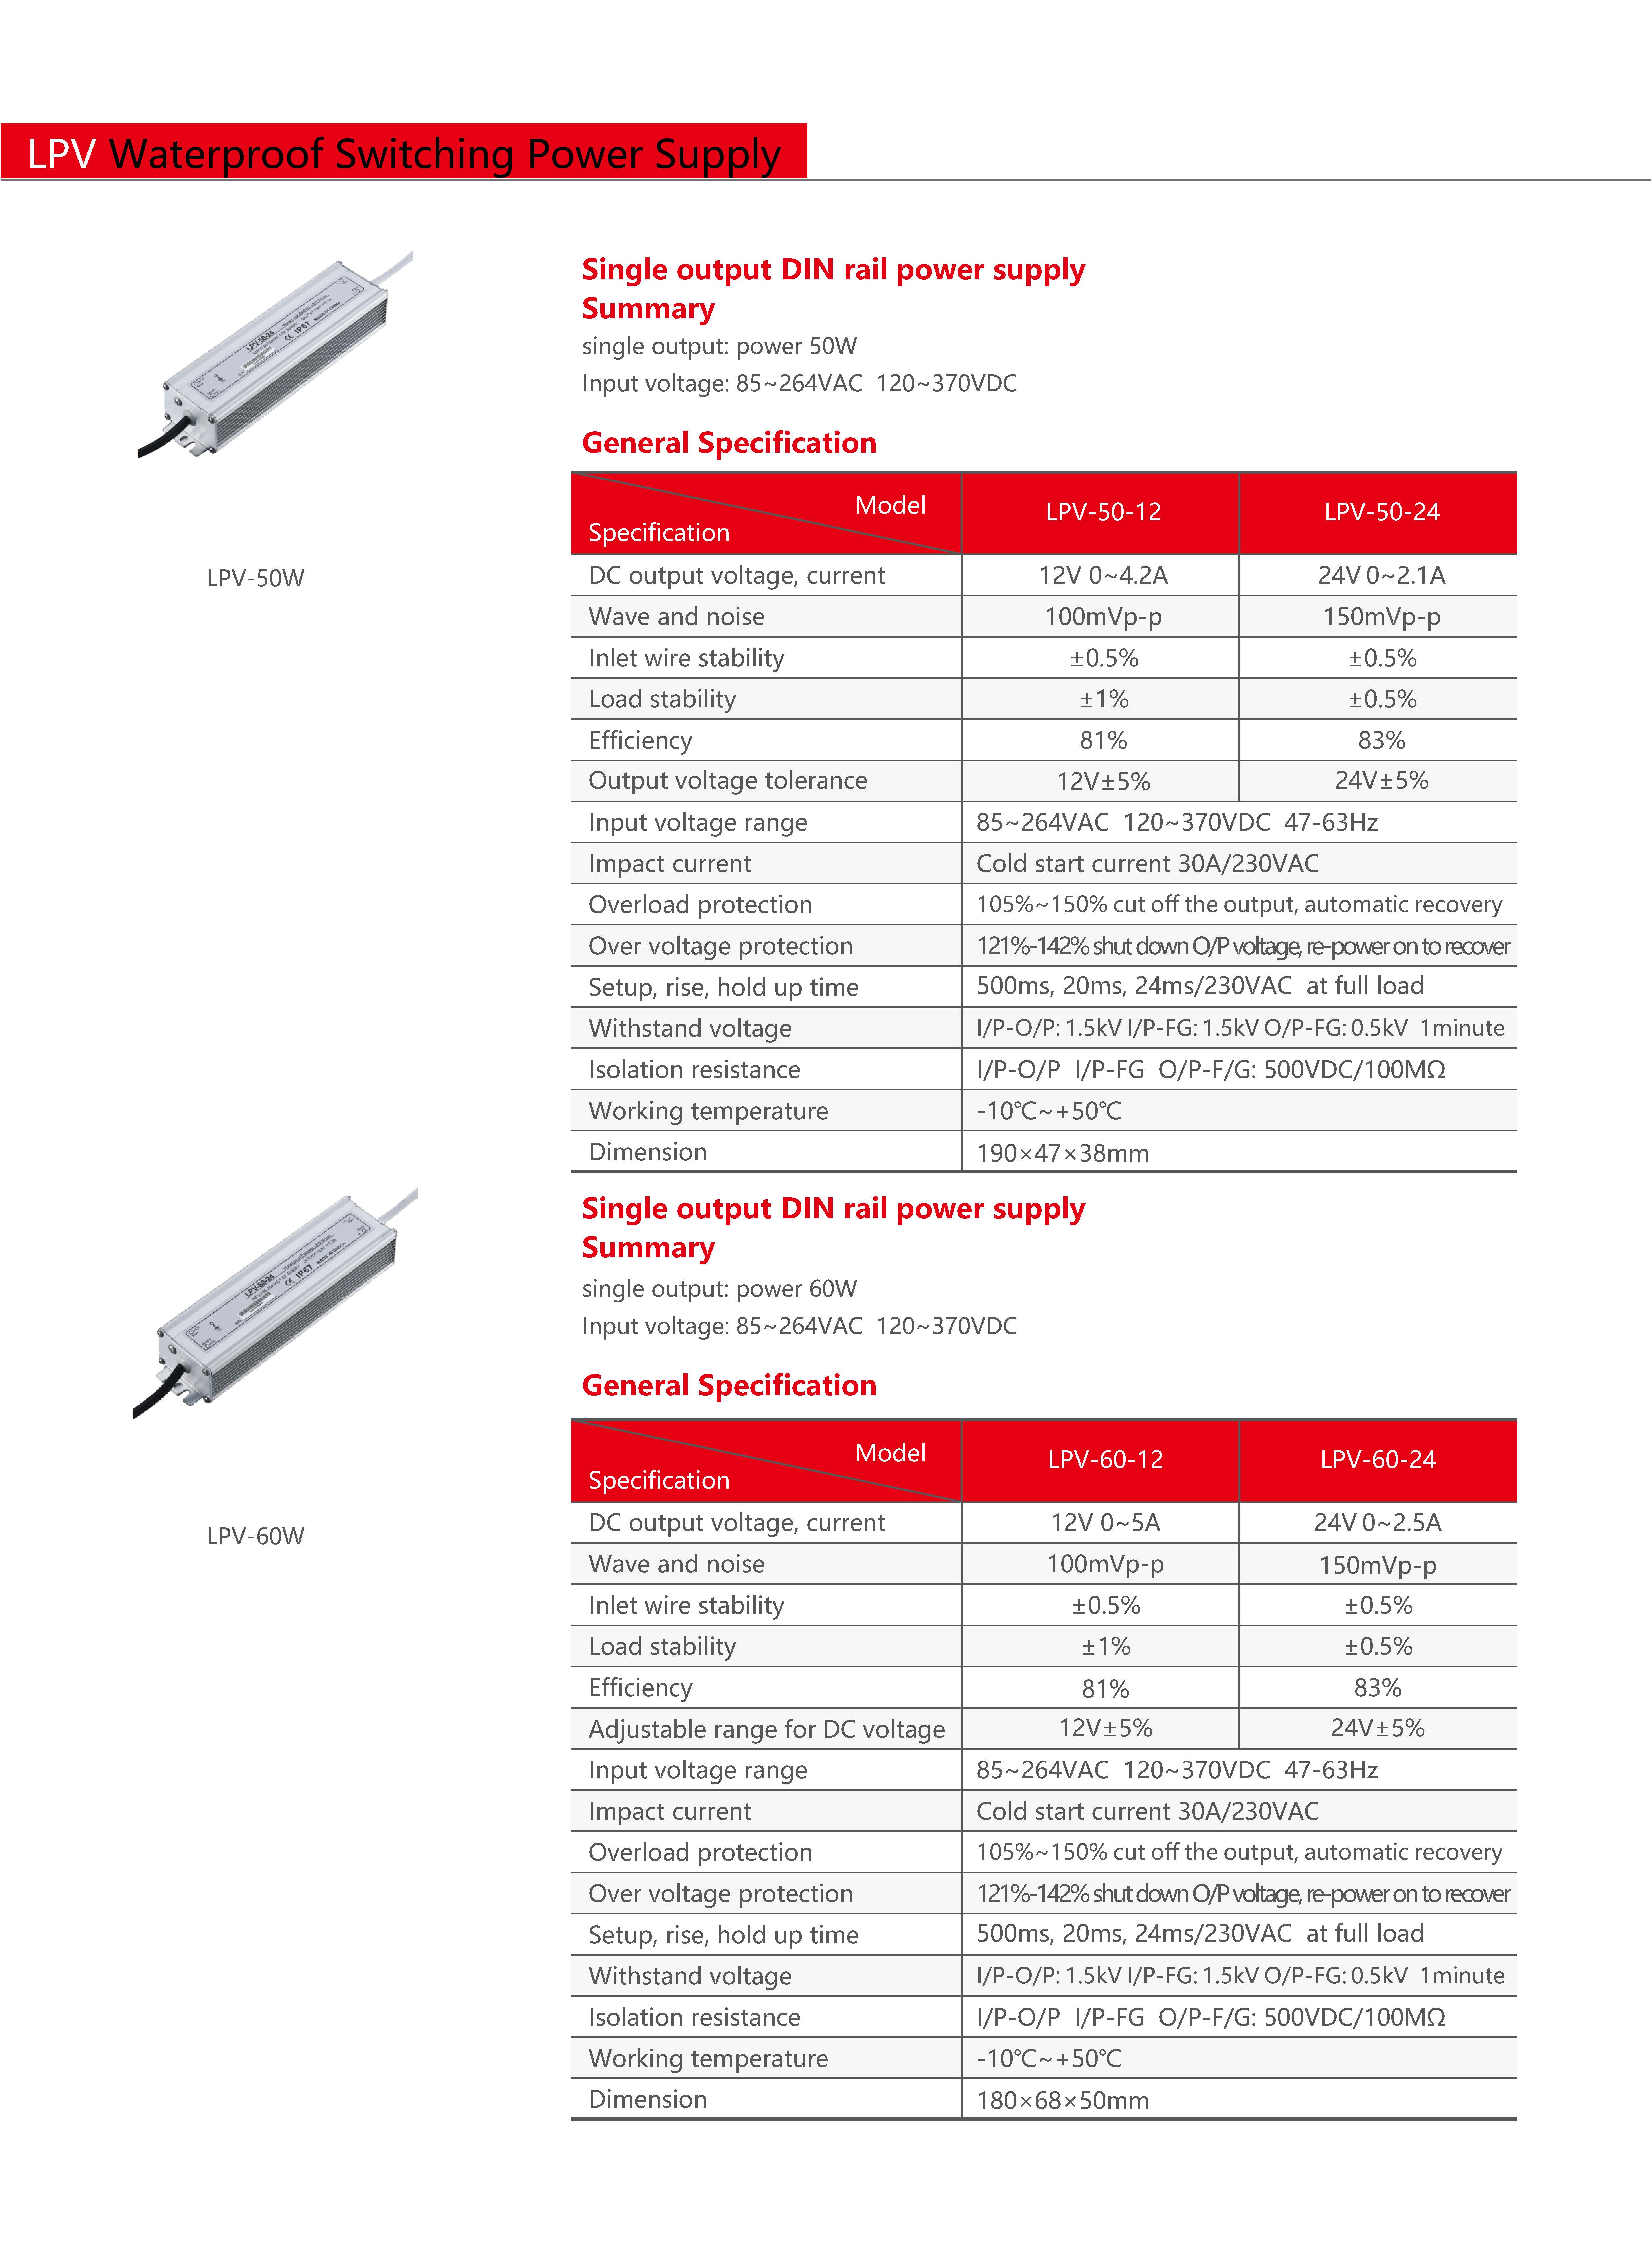 LPV Waterproof Switching Power Supply
Single output DIN rail power supply
Summary
single output: power 50W
Input voltage: 85~264VAC 120~370VDC
General Specification
LPV-50-24
CE IP67
LPV-50W
Model
Specification
LPV-50-12
LPV-50-24
DC output voltage, current 12V 0~4.2A 24V 0~2.1A
Wave and noise 100mVp-p 150mVp-p
Inlet wire stability ±0.5% ±0.5%
Load stability ±1% ±0.5%
Efficiency 81% 83%
Output voltage tolerance 12V±5% 24V±5%
Input voltage range 85~264VAC 120~370VDC 47-63Hz
Impact current Cold start current 30A/230VAC
Overload protection 105%~150% cut off the output, automatic recovery
Over voltage protection 121%-142% shut down O/P voltage, re-power on to recover
Setup, rise, hold up time 500ms, 20ms, 24ms/230VAC at full load
Withstand voltage I/P-O/P: 1.5kV I/P-FG: 1.5kV O/P-FG: 0.5kV 1minute
Isolation resistance I/P-O/P I/P-FG O/P-F/G: 500VDC/100MΩ
Working temperature -10℃~+50℃
Dimension 190×47×38mm
Single output DIN rail power supply
Summary
single output: power 60W
Input voltage: 85~264VAC 120~370VDC
General Specification
LPV-60-24
CE IP67
LPV-60W
Model
Specification
LPV-60-12
LPV-60-24
DC output voltage, current 12V 0~5A 24V 0~2.5A
Wave and noise 100mVp-p 150mVp-p
Inlet wire stability ±0.5% ±0.5%
Load stability ±1% ±0.5%
Efficiency 81% 83%
Adjustable range for DC voltage 12V±5% 24V±5%
Input voltage range 85~264VAC 120~370VDC 47-63Hz
Impact current Cold start current 30A/230VAC
Overload protection 105%~150% cut off the output, automatic recovery
Over voltage protection 121%-142% shut down O/P voltage, re-power on to recover
Setup, rise, hold up time 500ms, 20ms, 24ms/230VAC at full load
Withstand voltage I/P-O/P: 1.5kV I/P-FG: 1.5kV O/P-FG: 0.5kV 1minute
Isolation resistance I/P-O/P I/P-FG O/P-F/G: 500VDC/100MΩ
Working temperature -10℃~+50℃
Dimension 180×68×50mm